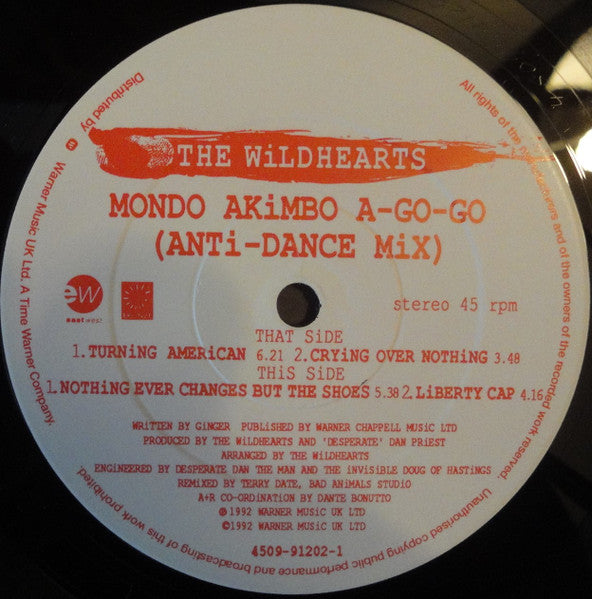 THE WiLDHEARTS
MONDO AKiMBO A-GO-GO
(ANTi-DANCE MiX)
ew
eastwest
stereo 45 rpm
THAT SiDE
1.TURNiNG AMERiCAN 6.21 2.CRYiNG OVER NOTHiNG 3.48
THiS SiDE
1.NOTHiNG EVER CHANGES BUT THE SHOES 5.38 2.LiBERTY CAP 4.16
WRiTTEN BY GiNGER PUBLiSHED BY WARNER CHAPPELL MUSiC LTD
PRODUCED BY THE WiLDHEARTS AND 'DESPERATE' DAN PRiEST
ARRANGED BY THE WiLDHEARTS
ENGiNEERED BY DESPERATE DAN THE MAN AND THE iNViSiBLE DOUG OF HASTiNGS
REMiXED BY TERRY DATE, BAD ANiMALS STUDiO
A+R CO-ORDiNATiON BY DANTE BONUTTO
℗ 1992 WARNER MUSiC UK LTD
©1992 WARNER MUSiC UK LTD
4509-91202-1
All rights of the manufacturers and of the owners of the recorded work reserved. Unauthorised copying public performance and broadcasting of this work prohibited.
Distributed by Warner Music UK Ltd. A Time Warner Company.